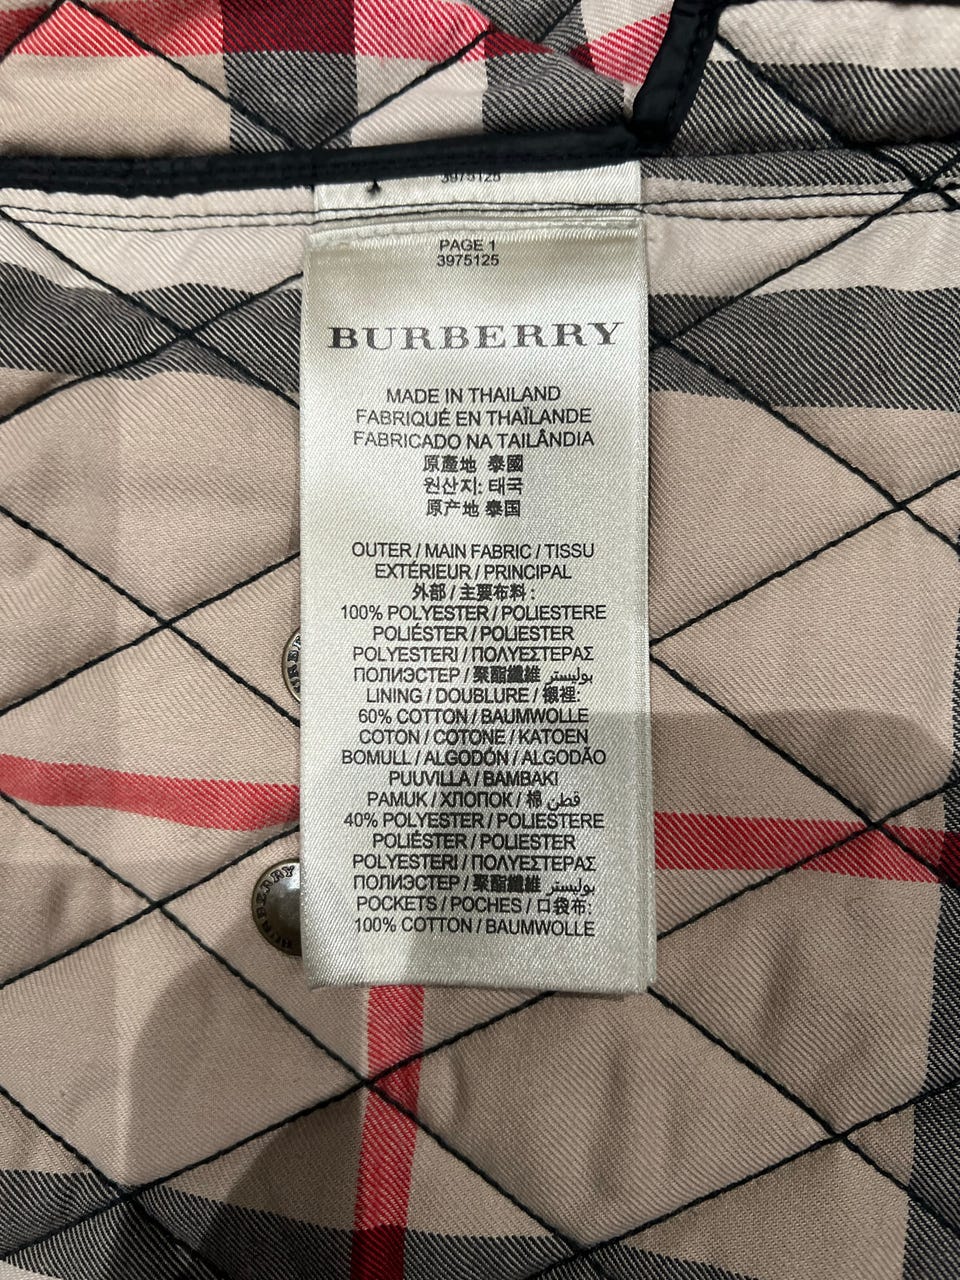 3975125
PAGE 1
3975125
BURBERRY
MADE IN THAILAND
FABRIQUÉ EN THAÏLANDE
FABRICADO NA TAILÂNDIA
原產地 泰國
원산지: 태국
原产地 泰国
OUTER / MAIN FABRIC / TISSU
EXTÉRIEUR / PRINCIPAL
外部 / 主要布料 :
100% POLYESTER / POLIESTERE
POLIÉSTER / POLIESTER
POLYESTERI / ΠΟΛΥΕΣΤΕΡΑΣ
ПОЛИЭСТЕР / 聚酯纖維 بوليستر
LINING / DOUBLURE / 襯裡:
60% COTTON / BAUMWOLLE
COTON / COTONE / KATOEN
BOMULL / ALGODÓN / ALGODÃO
PUUVILLA / BAMBAKI
PAMUK / ХЛОПОК / 棉 قطن
40% POLYESTER / POLIESTERE
POLIÉSTER / POLIESTER
POLYESTERI / ΠΟΛΥΕΣΤΕΡΑΣ
ПОЛИЭСТЕР / 聚酯纖維 بوليستر
POCKETS / POCHES / 口袋布:
100% COTTON / BAUMWOLLE
BURBERRY